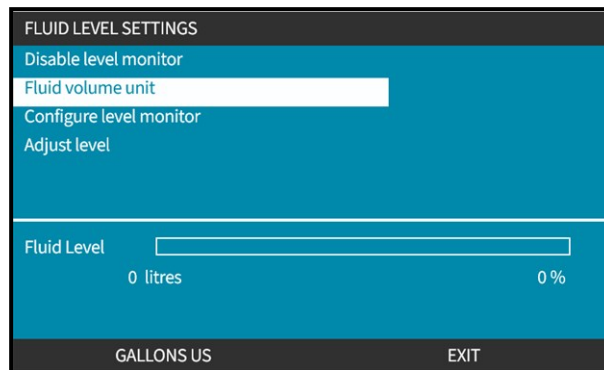 FLUID LEVEL SETTINGS
Disable level monitor
Fluid volume unit
Configure level monitor
Adjust level
Fluid Level
0 litres 0 %
GALLONS US EXIT